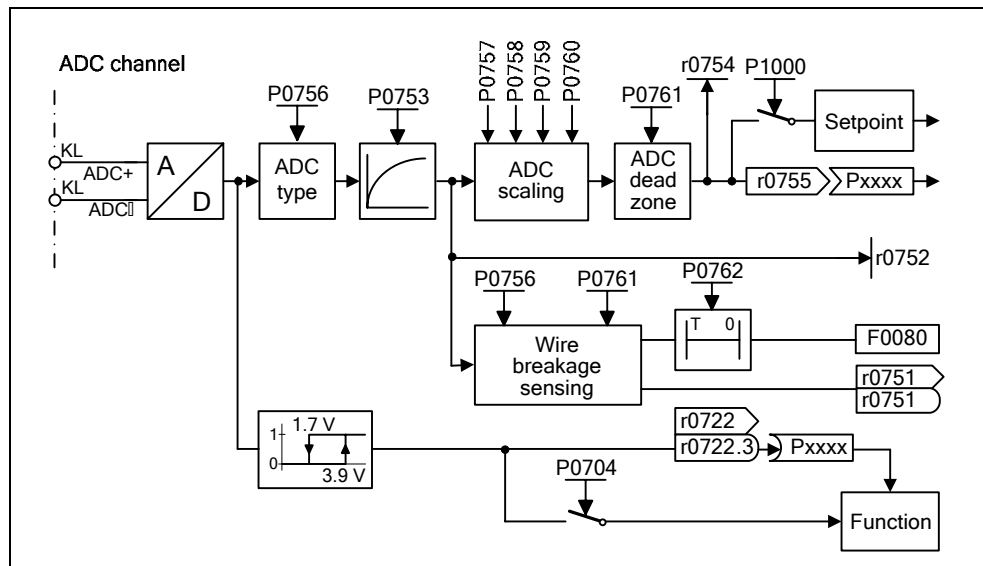 ADC channel
P0757
P0758
P0759
P0760
r0754
P1000
P0756
P0753
P0761
KL
ADC+
KL
ADC▯
A
D
ADC
type
ADC
scaling
ADC
dead
zone
Setpoint
r0755
Pxxxx
r0752
P0756
P0761
P0762
T
0
Wire
breakage
sensing
F0080
r0751
r0751
1.7 V
1
0
3.9 V
r0722
r0722.3
Pxxxx
P0704
Function